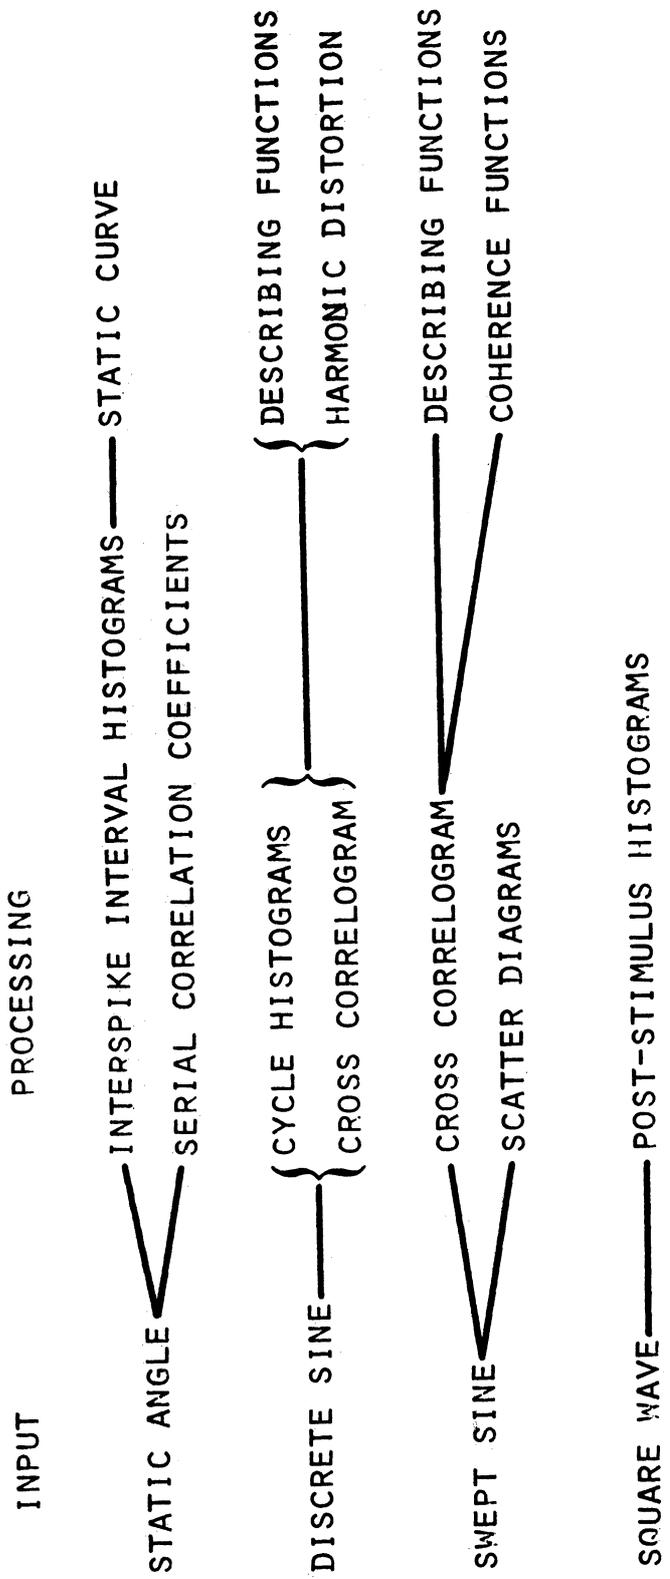 INPUT PROCESSING
STATIC ANGLE
INTERSPIKE INTERVAL HISTOGRAMS STATIC CURVE
SERIAL CORRELATION COEFFICIENTS
DISCRETE SINE
CYCLE HISTOGRAMS
CROSS CORRELOGRAM
DESCRIBING FUNCTIONS
HARMONIC DISTORTION
SWEPT SINE
CROSS CORRELOGRAM
SCATTER DIAGRAMS
DESCRIBING FUNCTIONS
COHERENCE FUNCTIONS
SQUARE WAVE POST-STIMULUS HISTOGRAMS